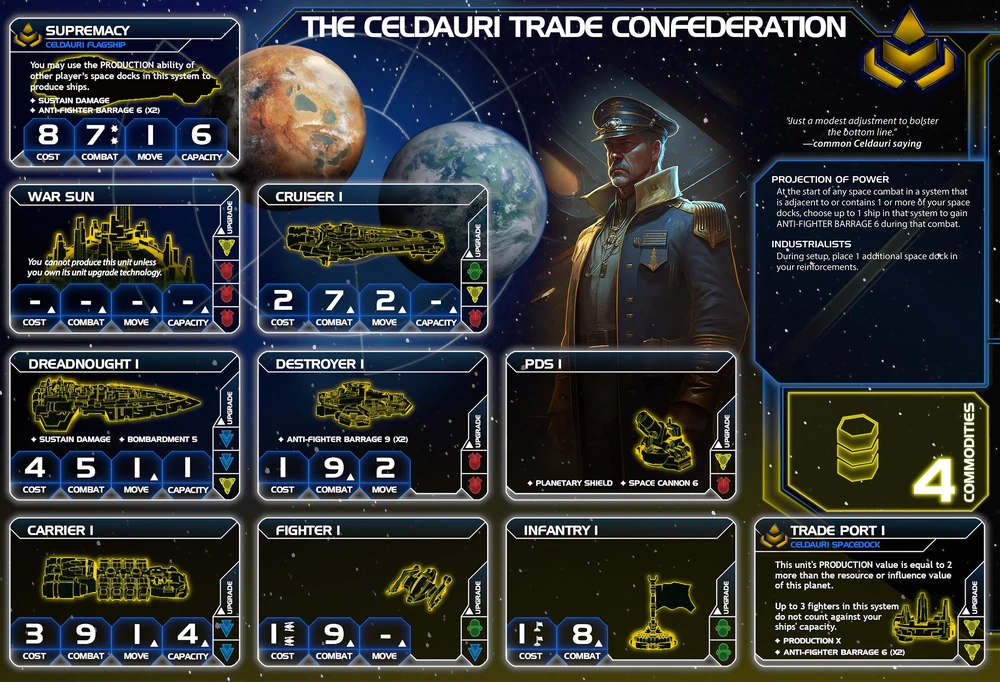 THE CELDAURI TRADE CONFEDERATION
SUPREMACY
CELDAURI FLAGSHIP
You may use the PRODUCTION ability of
other player's space docks in this system to
produce ships.
SUSTAIN DAMAGE
ANTI-FIGHTER BARRAGE 6 (X2)
8 7 1 6
COST COMBAT MOVE CAPACITY
"Just a modest adjustment to bolster
the bottom line."
—common Celdauri saying
PROJECTION OF POWER
At the start of any space combat in a system that
is adjacent to or contains 1 or more of your space
docks, choose up to 1 ship in that system to gain
ANTI-FIGHTER BARRAGE 6 during that combat.
INDUSTRIALISTS
During setup, place 1 additional space dock in
your reinforcements.
WAR SUN
You cannot produce this unit unless
you own its unit upgrade technology.
UPGRADE
- - - -
COST COMBAT MOVE CAPACITY
CRUISER I
UPGRADE
2 7 2 -
COST COMBAT MOVE CAPACITY
DREADNOUGHT I
SUSTAIN DAMAGE BOMBARDMENT 5
UPGRADE
4 5 1 1
COST COMBAT MOVE CAPACITY
DESTROYER I
ANTI-FIGHTER BARRAGE 9 (X2)
UPGRADE
1 9 2
COST COMBAT MOVE
PDS I
PLANETARY SHIELD SPACE CANNON 6
UPGRADE
4
COMMODITIES
CARRIER I
UPGRADE
3 9 1 4
COST COMBAT MOVE CAPACITY
FIGHTER I
UPGRADE
1 9 -
COST COMBAT MOVE
INFANTRY I
UPGRADE
1 8
COST COMBAT
TRADE PORT I
CELDAURI SPACEDOCK
This unit's PRODUCTION value is equal to 2
more than the resource or influence value
of this planet.
Up to 3 fighters in this system
do not count against your
ships' capacity.
PRODUCTION X
ANTI-FIGHTER BARRAGE 6 (X2)
UPGRADE